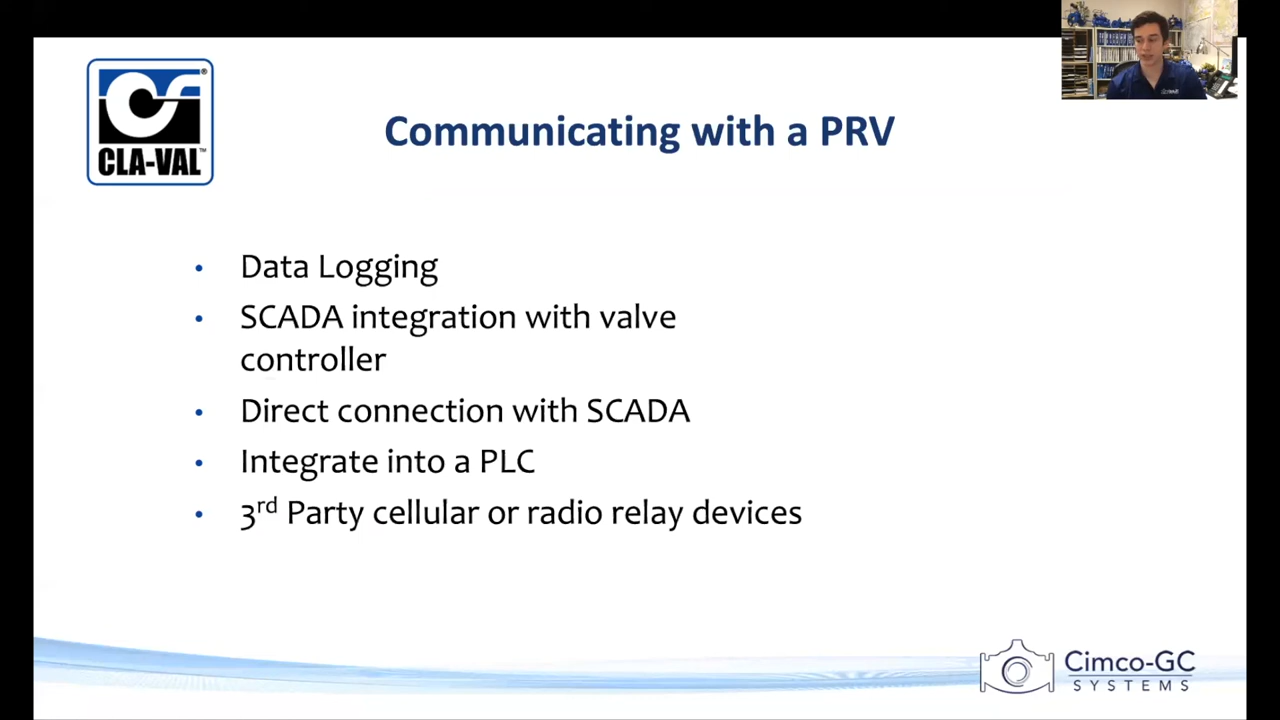 CLA-VAL
Communicating with a PRV
• Data Logging
• SCADA integration with valve
controller
• Direct connection with SCADA
• Integrate into a PLC
• 3rd Party cellular or radio relay devices
Cimco-GC
SYSTEMS